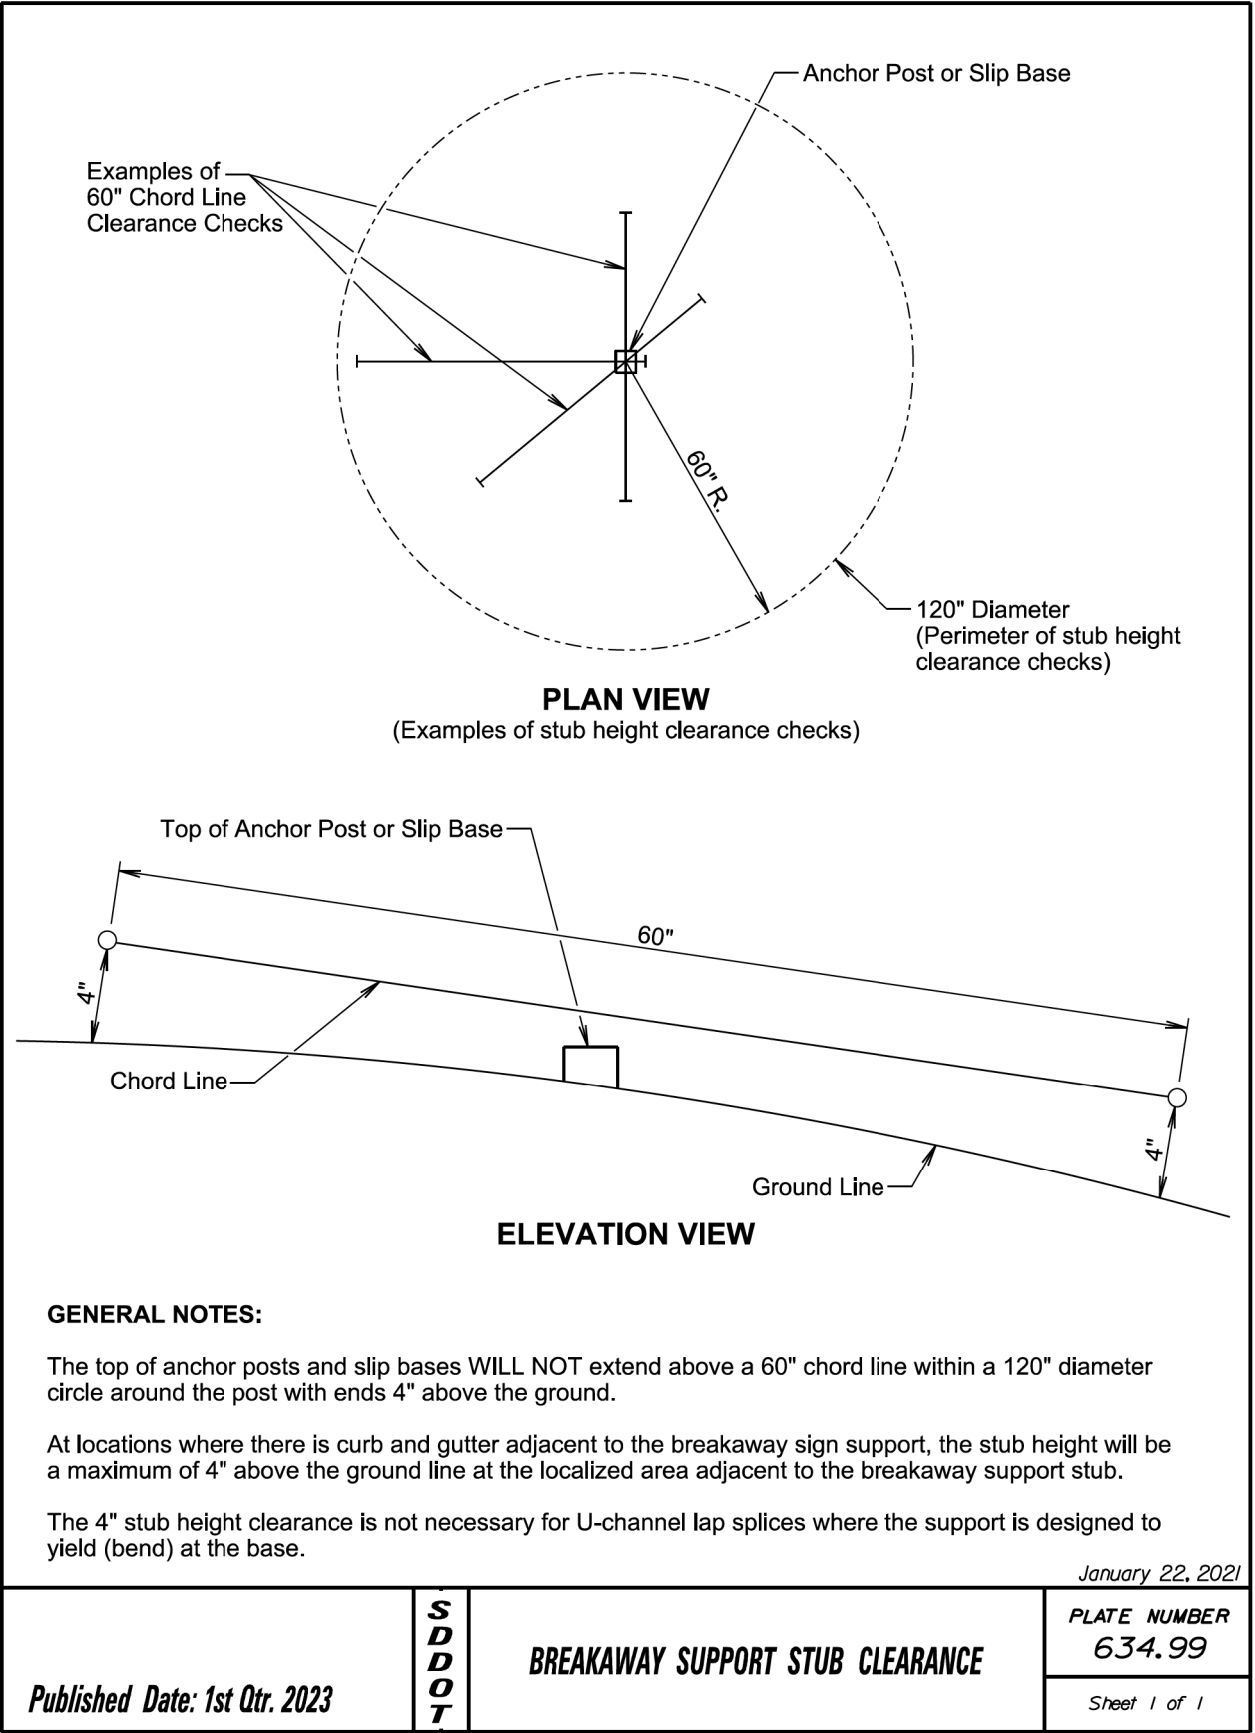 Anchor Post or Slip Base
Examples of
60" Chord Line
Clearance Checks
60" R.
120" Diameter
(Perimeter of stub height
clearance checks)
PLAN VIEW
(Examples of stub height clearance checks)
Top of Anchor Post or Slip Base
60"
4"
Chord Line
4"
Ground Line
ELEVATION VIEW
GENERAL NOTES:
The top of anchor posts and slip bases WILL NOT extend above a 60" chord line within a 120" diameter
circle around the post with ends 4" above the ground.
At locations where there is curb and gutter adjacent to the breakaway sign support, the stub height will be
a maximum of 4" above the ground line at the localized area adjacent to the breakaway support stub.
The 4" stub height clearance is not necessary for U-channel lap splices where the support is designed to
yield (bend) at the base.
January 22, 2021
Published Date: 1st Qtr. 2023
S
D
D
O
T
BREAKAWAY SUPPORT STUB CLEARANCE
PLATE NUMBER
634.99
Sheet 1 of 1